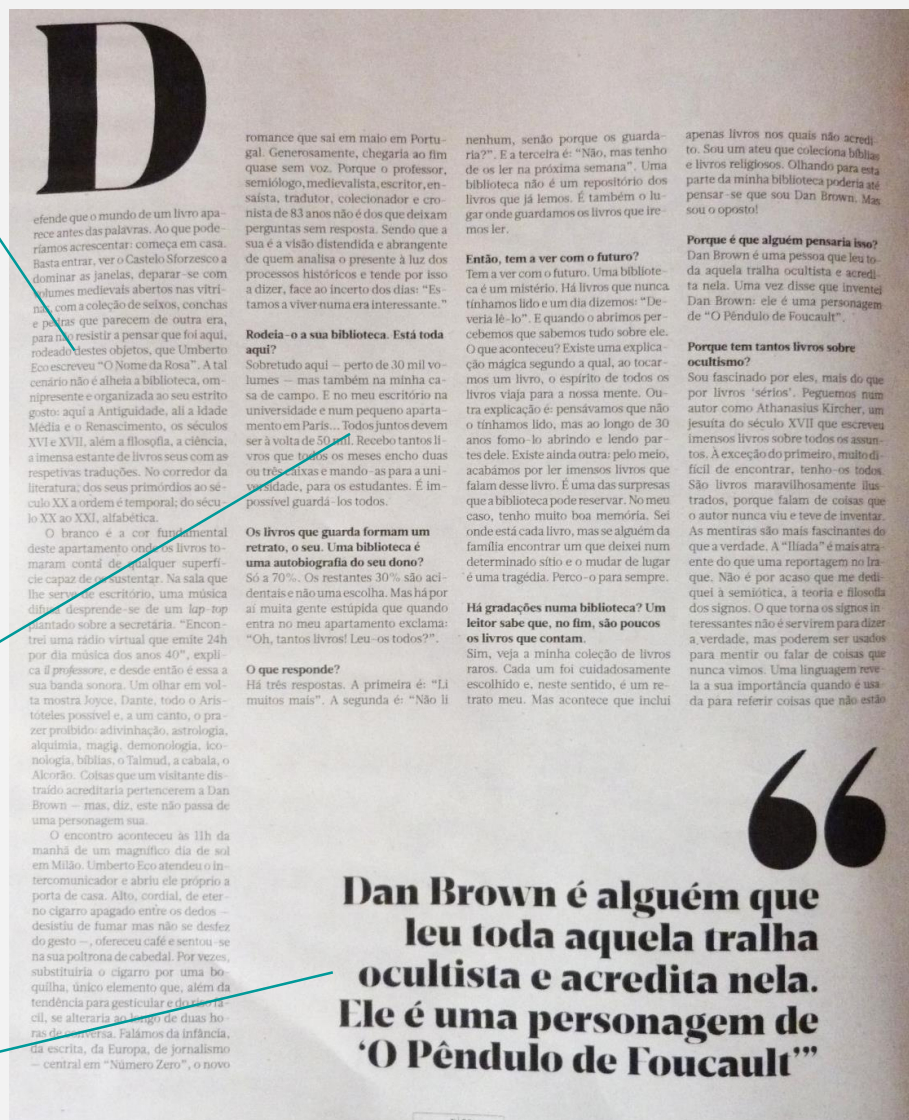 D
efende que o mundo de um livro apa-
rece antes das palavras. Ao que pode-
ríamos acrescentar: começa em casa.
Basta entrar, ver o Castelo Sforzesco a
dominar as janelas, deparar-se com
volumes medievais abertos nas vitri-
nas, com a coleção de seixos, conchas
e pedras que parecem de outra era,
para não resistir a pensar que foi aqui,
rodeado destes objetos, que Umberto
Eco escreveu “O Nome da Rosa”. A tal
cenário não é alheia a biblioteca, om-
nipresente e organizada ao seu estrito
gosto: aqui a Antiguidade, ali a Idade
Média e o Renascimento, os séculos
XVI e XVII, além a filosofia, a ciência,
a imensa estante de livros seus com as
respetivas traduções. No corredor da
literatura, dos seus primórdios ao sé-
culo XX a ordem é temporal; do sécu-
lo XX ao XXI, alfabética.
O branco é a cor fundamental
deste apartamento onde os livros to-
maram conta de qualquer superfí-
cie capaz de os sustentar. Na sala que
lhe serve de escritório, uma música
difusa desprende-se de um lap-top
plantado sobre a secretária. “Encon-
trei uma rádio virtual que emite 24h
por dia música dos anos 40”, expli-
ca il professore, e desde então é essa a
sua banda sonora. Um olhar em vol-
ta mostra Joyce, Dante, todo o Aris-
tóteles possível e, a um canto, o pra-
zer proibido: adivinhação, astrologia,
alquimia, magia, demonologia, ico-
nologia, bíblias, o Talmud, a cabala, o
Alcorão. Coisas que um visitante dis-
traído acreditaria pertencerem a Dan
Brown — mas, diz, este não passa de
uma personagem sua.
O encontro aconteceu às 11h da
manhã de um magnífico dia de sol
em Milão. Umberto Eco atendeu o in-
tercomunicador e abriu ele próprio a
porta de casa. Alto, cordial, de eter-
no cigarro apagado entre os dedos —
desistiu de fumar mas não se desfez
do gesto —, ofereceu café e sentou-se
na sua poltrona de cabedal. Por vezes,
substituiria o cigarro por uma bo-
quilha, único elemento que, além da
tendência para gesticular e do riso fá-
cil, se alteraria ao longo de duas ho-
ras de conversa. Falámos da infância,
da escrita, da Europa, de jornalismo
— central em “Número Zero”, o novo
romance que sai em maio em Portu-
gal. Generosamente, chegaria ao fim
quase sem voz. Porque o professor,
semiólogo, medievalista, escritor, en-
saísta, tradutor, colecionador e cro-
nista de 83 anos não é dos que deixam
perguntas sem resposta. Sendo que a
sua é a visão distendida e abrangente
de quem analisa o presente à luz dos
processos históricos e tende por isso
a dizer, face ao incerto dos dias: “Es-
tamos a viver numa era interessante.”
Rodeia-o a sua biblioteca. Está toda
aqui?
Sobretudo aqui — perto de 30 mil vo-
lumes — mas também na minha ca-
sa de campo. E no meu escritório na
universidade e num pequeno aparta-
mento em Paris... Todos juntos devem
ser à volta de 50 mil. Recebo tantos li-
vros que todos os meses encho duas
ou três caixas e mando-as para a uni-
versidade, para os estudantes. É im-
possível guardá-los todos.
Os livros que guarda formam um
retrato, o seu. Uma biblioteca é
uma autobiografia do seu dono?
Só a 70%. Os restantes 30% são aci-
dentais e não uma escolha. Mas há por
aí muita gente estúpida que quando
entra no meu apartamento exclama:
“Oh, tantos livros! Leu-os todos?”.
O que responde?
Há três respostas. A primeira é: “Li
muitos mais”. A segunda é: “Não li
nenhum, senão porque os guarda-
ria?”. E a terceira é: “Não, mas tenho
de os ler na próxima semana”. Uma
biblioteca não é um repositório dos
livros que já lemos. É também o lu-
gar onde guardamos os livros que ire-
mos ler.
Então, tem a ver com o futuro?
Tem a ver com o futuro. Uma bibliote-
ca é um mistério. Há livros que nunca
tínhamos lido e um dia dizemos: “De-
veria lê-lo”. E quando o abrimos per-
cebemos que sabemos tudo sobre ele.
O que aconteceu? Existe uma explica-
ção mágica segundo a qual, ao tocar-
mos um livro, o espírito de todos os
livros viaja para a nossa mente. Ou-
tra explicação é: pensávamos que não
o tínhamos lido, mas ao longo de 30
anos fomo-lo abrindo e lendo par-
tes dele. Existe ainda outra: pelo meio,
acabámos por ler imensos livros que
falam desse livro. É uma das surpresas
que a biblioteca pode reservar. No meu
caso, tenho muito boa memória. Sei
onde está cada livro, mas se alguém da
família encontrar um que deixei num
determinado sítio e o mudar de lugar
é uma tragédia. Perco-o para sempre.
Há gradações numa biblioteca? Um
leitor sabe que, no fim, são poucos
os livros que contam.
Sim, veja a minha coleção de livros
raros. Cada um foi cuidadosamente
escolhido e, neste sentido, é um re-
trato meu. Mas acontece que inclui
apenas livros nos quais não acredi-
to. Sou um ateu que coleciona bíblias
e livros religiosos. Olhando para esta
parte da minha biblioteca poderia até
pensar-se que sou Dan Brown. Mas
sou o oposto!
Porque é que alguém pensaria isso?
Dan Brown é uma pessoa que leu to-
da aquela tralha ocultista e acredi-
ta nela. Uma vez disse que inventei
Dan Brown: ele é uma personagem
de “O Pêndulo de Foucault”.
Porque tem tantos livros sobre
ocultismo?
Sou fascinado por eles, mais do que
por livros ‘sérios’. Peguemos num
autor como Athanasius Kircher, um
jesuíta do século XVII que escreveu
imensos livros sobre todos os assun-
tos. À exceção do primeiro, muito di-
fícil de encontrar, tenho-os todos.
São livros maravilhosamente ilus-
trados, porque falam de coisas que
o autor nunca viu e teve de inventar.
As mentiras são mais fascinantes do
que a verdade. A “Ilíada” é mais atra-
ente do que uma reportagem no Ira-
que. Não é por acaso que me dedi-
quei à semiótica, a teoria e filosofia
dos signos. O que torna os signos in-
teressantes não é servirem para dizer
a verdade, mas poderem ser usados
para mentir ou falar de coisas que
nunca vimos. Uma linguagem reve-
la a sua importância quando é usa-
da para referir coisas que não estão
“
Dan Brown é alguém que
leu toda aquela tralha
ocultista e acredita nela.
Ele é uma personagem de
‘O Pêndulo de Foucault’”